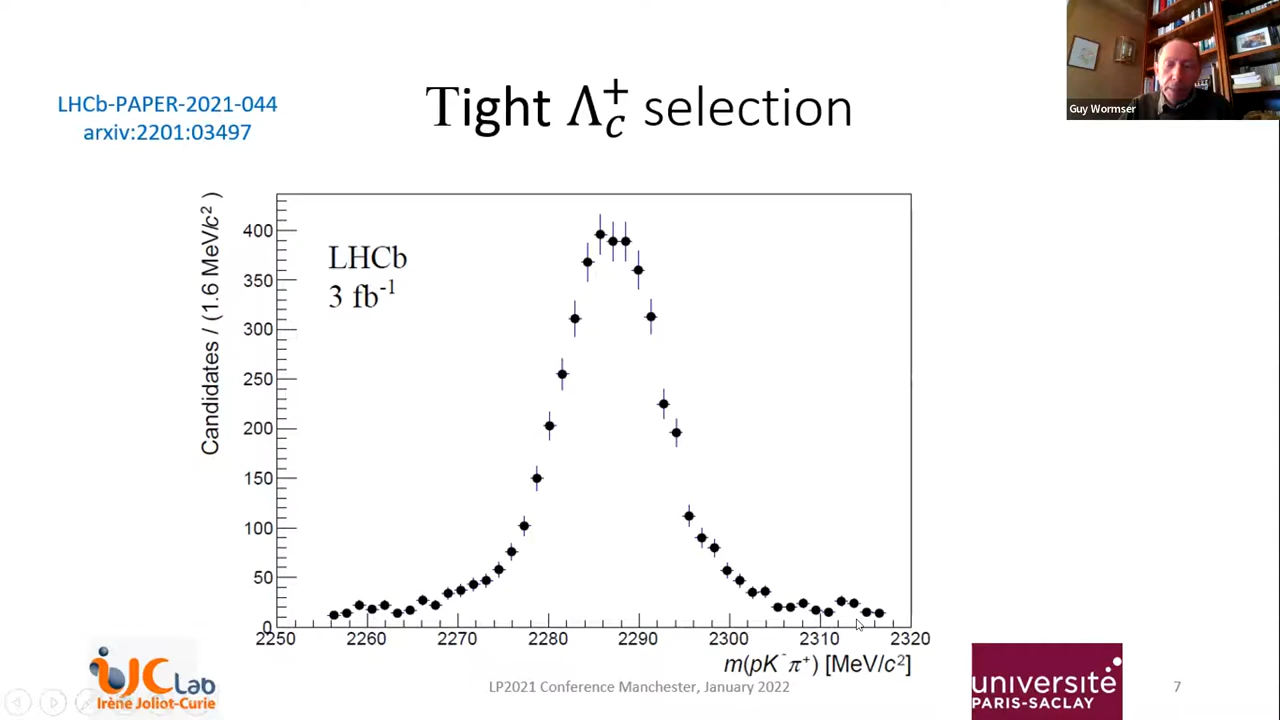 Guy Wormser
LHCb-PAPER-2021-044
arxiv:2201:03497
Tight Λc+ selection
Candidates / (1.6 MeV/c²)
LHCb
3 fb⁻¹
400
350
300
250
200
150
100
50
0
2250 2260 2270 2280 2290 2300 2310 2320
m(pK⁻π⁺) [MeV/c²]
iJCLab
Irène Joliot-Curie
LP2021 Conference Manchester, January 2022
université
PARIS-SACLAY
7